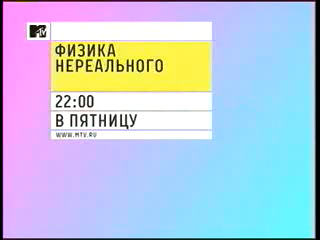 MTV
ФИЗИКА
НЕРЕАЛЬНОГО
22:00
В ПЯТНИЦУ
WWW.MTV.RU